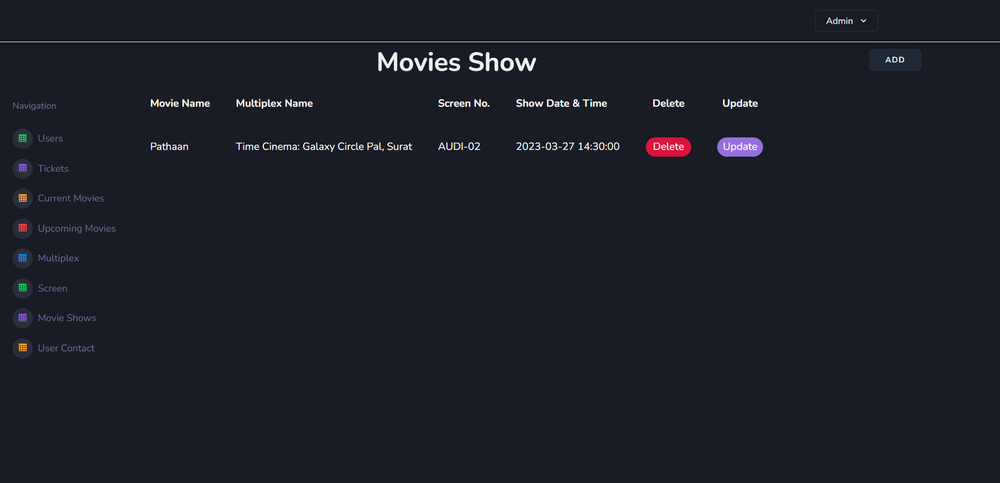 Admin
Movies Show
ADD
Navigation
Users
Tickets
Current Movies
Upcoming Movies
Multiplex
Screen
Movie Shows
User Contact
Movie Name Multiplex Name Screen No. Show Date & Time Delete Update
Pathaan Time Cinema: Galaxy Circle Pal, Surat AUDI-02 2023-03-27 14:30:00 Delete Update